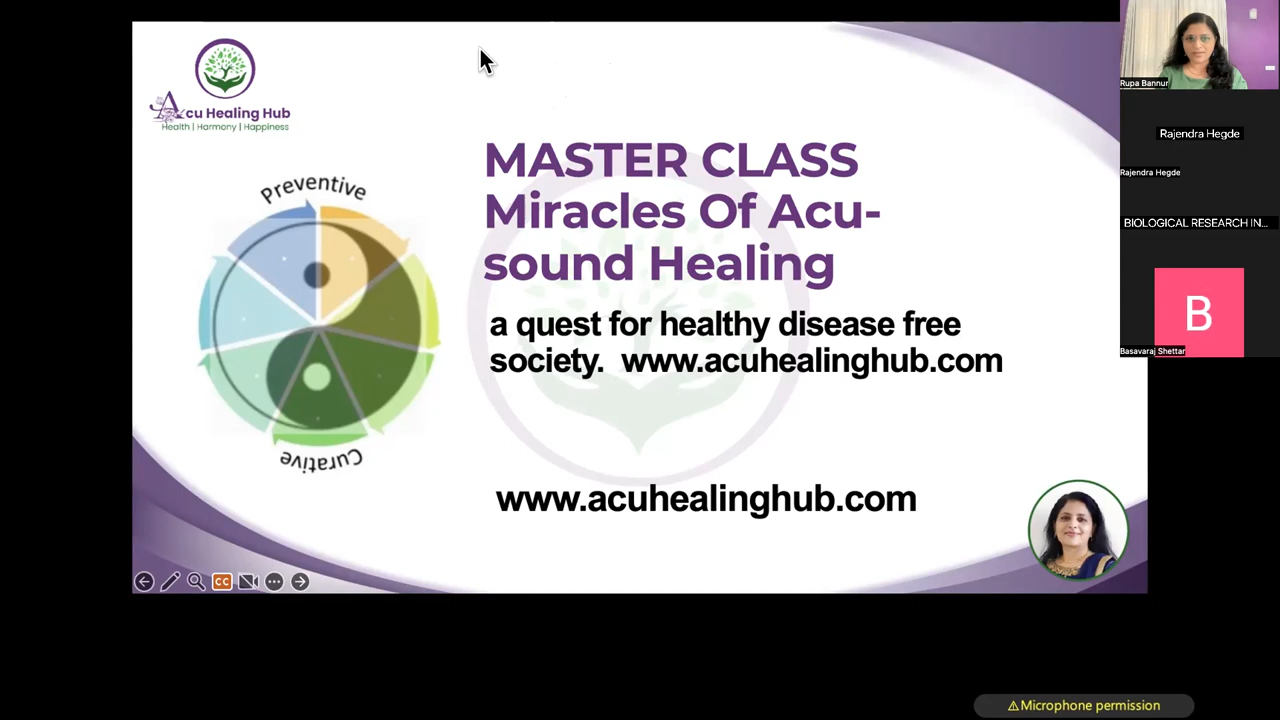 Acu Healing Hub
Health | Harmony | Happiness
Preventive
Curative
MASTER CLASS
Miracles Of Acu-
sound Healing
a quest for healthy disease free
society. www.acuhealinghub.com
www.acuhealinghub.com
CC
Rupa Bannur
Rajendra Hegde
Rajendra Hegde
BIOLOGICAL RESEARCH IN...
B
Basavaraj Shettar
⚠Microphone permission